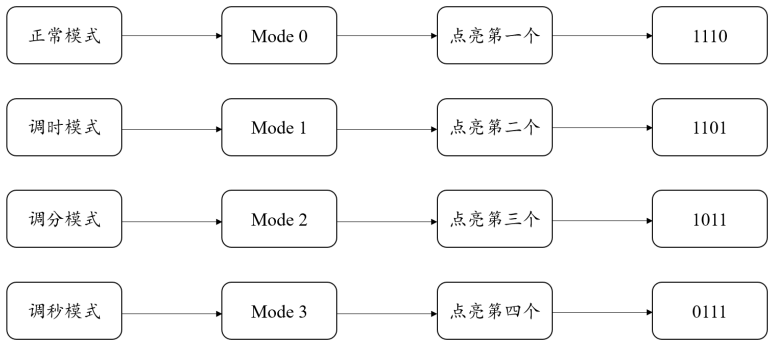 正常模式 Mode 0 点亮第一个 1110
调时模式 Mode 1 点亮第二个 1101
调分模式 Mode 2 点亮第三个 1011
调秒模式 Mode 3 点亮第四个 0111